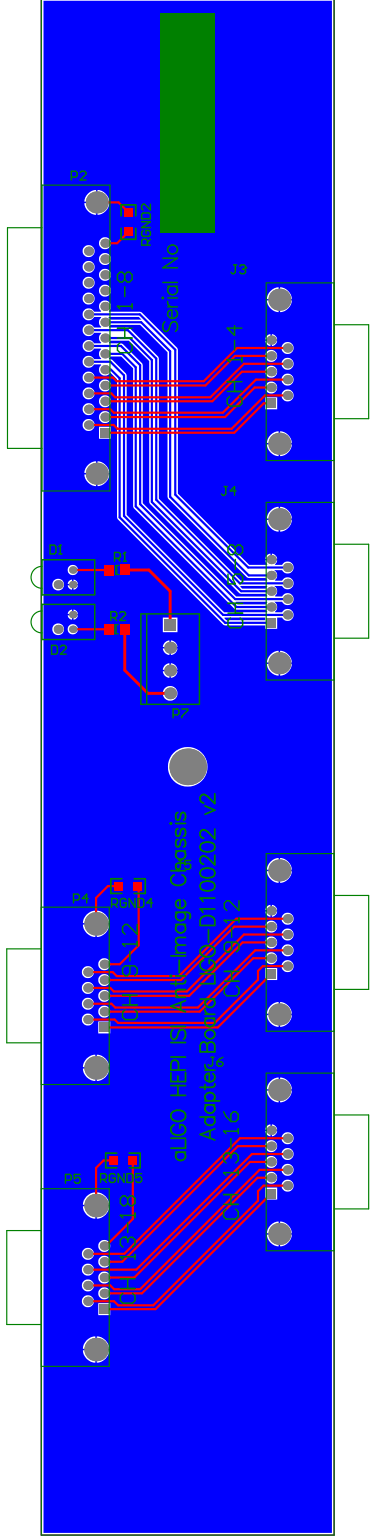 P2
RGND2
Serial No
CH 1-8
J3
CH 1-4
J4
CH 5-8
D1
R1
R2
D2
P7
aLIGO HEPI ISI Anti-Image Chassis
Adapter Board LIGO-D1100202 v2
P4
RGND4
CH 9-12
CH 9-12
J6
P5
RGND5
CH 13-18
CH 13-16